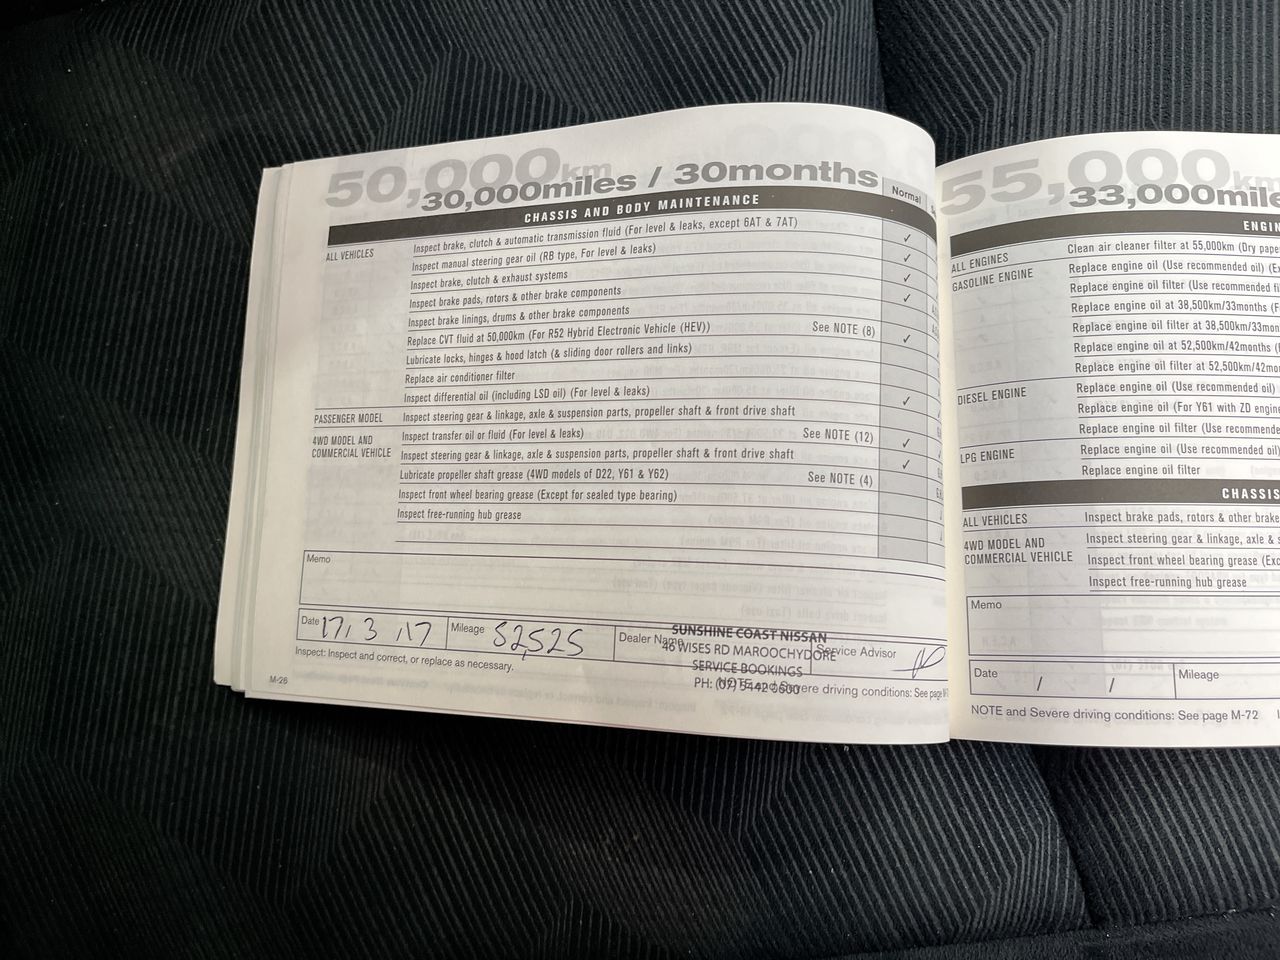 50,000km
30,000miles / 30months
Normal
CHASSIS AND BODY MAINTENANCE
ALL VEHICLES
Inspect brake, clutch & automatic transmission fluid (For level & leaks, except 6AT & 7AT) ✓
Inspect manual steering gear oil (RB type, For level & leaks) ✓
Inspect brake, clutch & exhaust systems ✓
Inspect brake pads, rotors & other brake components ✓
Inspect brake linings, drums & other brake components
Replace CVT fluid at 50,000km (For R52 Hybrid Electronic Vehicle (HEV)) See NOTE (8) ✓
Lubricate locks, hinges & hood latch (& sliding door rollers and links)
Replace air conditioner filter
Inspect differential oil (including LSD oil) (For level & leaks) ✓
PASSENGER MODEL Inspect steering gear & linkage, axle & suspension parts, propeller shaft & front drive shaft
4WD MODEL AND COMMERCIAL VEHICLE
Inspect transfer oil or fluid (For level & leaks) See NOTE (12) ✓
Inspect steering gear & linkage, axle & suspension parts, propeller shaft & front drive shaft ✓
Lubricate propeller shaft grease (4WD models of D22, Y61 & Y62) See NOTE (4)
Inspect front wheel bearing grease (Except for sealed type bearing)
Inspect free-running hub grease
Memo
Date 17, 3 ,17 Mileage 52,525 Dealer Name Service Advisor
SUNSHINE COAST NISSAN
46 WISES RD MAROOCHYDORE
SERVICE BOOKINGS
PH: (07) 5442 0600
Inspect: Inspect and correct, or replace as necessary.
NOTE and Severe driving conditions: See page
M-26
55,000km
33,000mile
ENGIN
ALL ENGINES Clean air cleaner filter at 55,000km (Dry pape
GASOLINE ENGINE Replace engine oil (Use recommended oil) (Ex
Replace engine oil filter (Use recommended fil
Replace engine oil at 38,500km/33months (F
Replace engine oil filter at 38,500km/33mon
Replace engine oil at 52,500km/42months (
Replace engine oil filter at 52,500km/42mo
DIESEL ENGINE Replace engine oil (Use recommended oil)
Replace engine oil (For Y61 with ZD engine
Replace engine oil filter (Use recommende
LPG ENGINE Replace engine oil (Use recommended oil)
Replace engine oil filter
CHASSIS
ALL VEHICLES Inspect brake pads, rotors & other brake
4WD MODEL AND COMMERCIAL VEHICLE
Inspect steering gear & linkage, axle & s
Inspect front wheel bearing grease (Exc
Inspect free-running hub grease
Memo
Date / / Mileage
NOTE and Severe driving conditions: See page M-72